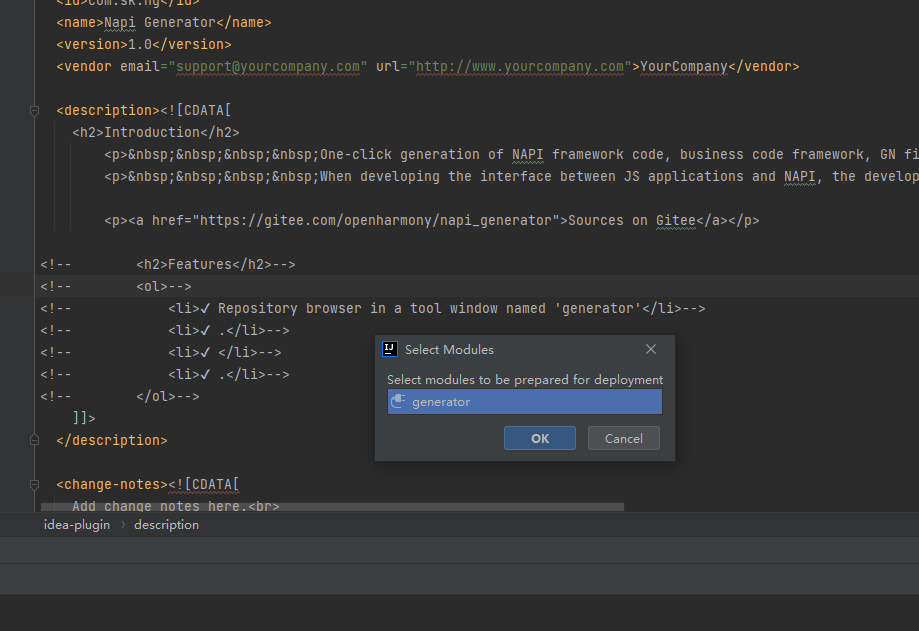 <id>com.sk.ng</id>
<name>Napi Generator</name>
<version>1.0</version>
<vendor email="support@yourcompany.com" url="http://www.yourcompany.com">YourCompany</vendor>
<description><![CDATA[
<h2>Introduction</h2>
<p>&nbsp;&nbsp;&nbsp;&nbsp;One-click generation of NAPI framework code, business code framework, GN fi
<p>&nbsp;&nbsp;&nbsp;&nbsp;When developing the interface between JS applications and NAPI, the develop
<p><a href="https://gitee.com/openharmony/napi_generator">Sources on Gitee</a></p>
<!--        <h2>Features</h2>-->
<!--        <ol>-->
<!--            <li>✓ Repository browser in a tool window named 'generator'</li>-->
<!--            <li>✓ .</li>-->
<!--            <li>✓ </li>-->
<!--            <li>✓ .</li>-->
<!--        </ol>-->
]]>
</description>
<change-notes><![CDATA[
Add change notes here.<br>
IJ Select Modules
Select modules to be prepared for deployment
generator
OK Cancel
idea-plugin › description